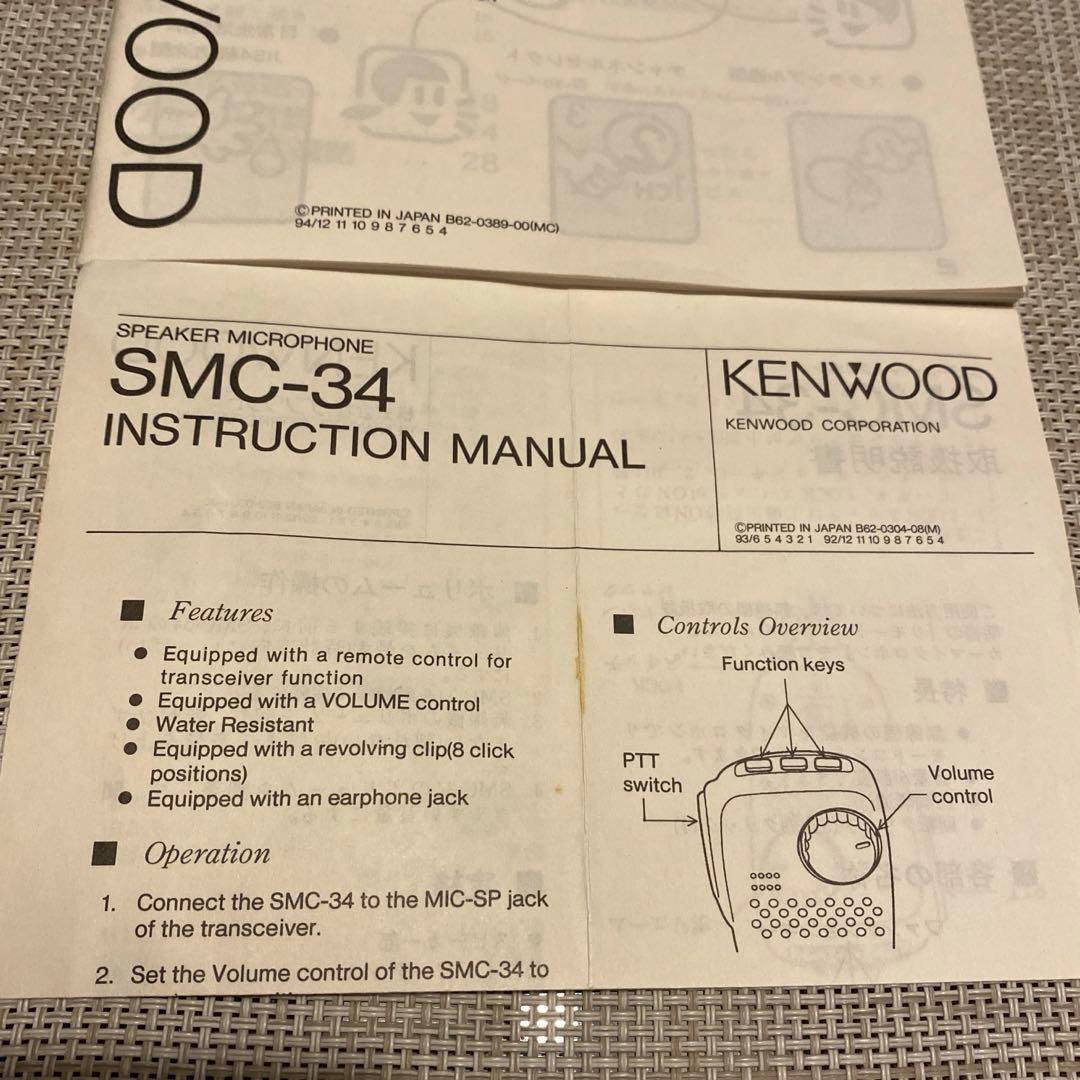 WOOD
©PRINTED IN JAPAN B62-0389-00(MC)
94/12 11 10 9 8 7 6 5 4
SPEAKER MICROPHONE
SMC-34
INSTRUCTION MANUAL
KENWOOD
KENWOOD CORPORATION
©PRINTED IN JAPAN B62-0304-08(M)
93/6 5 4 3 2 1 92/12 11 10 9 8 7 6 5 4
■ Features
● Equipped with a remote control for
transceiver function
● Equipped with a VOLUME control
● Water Resistant
● Equipped with a revolving clip(8 click
positions)
● Equipped with an earphone jack
■ Operation
1. Connect the SMC-34 to the MIC-SP jack
of the transceiver.
2. Set the Volume control of the SMC-34 to
■ Controls Overview
Function keys
PTT
switch
Volume
control